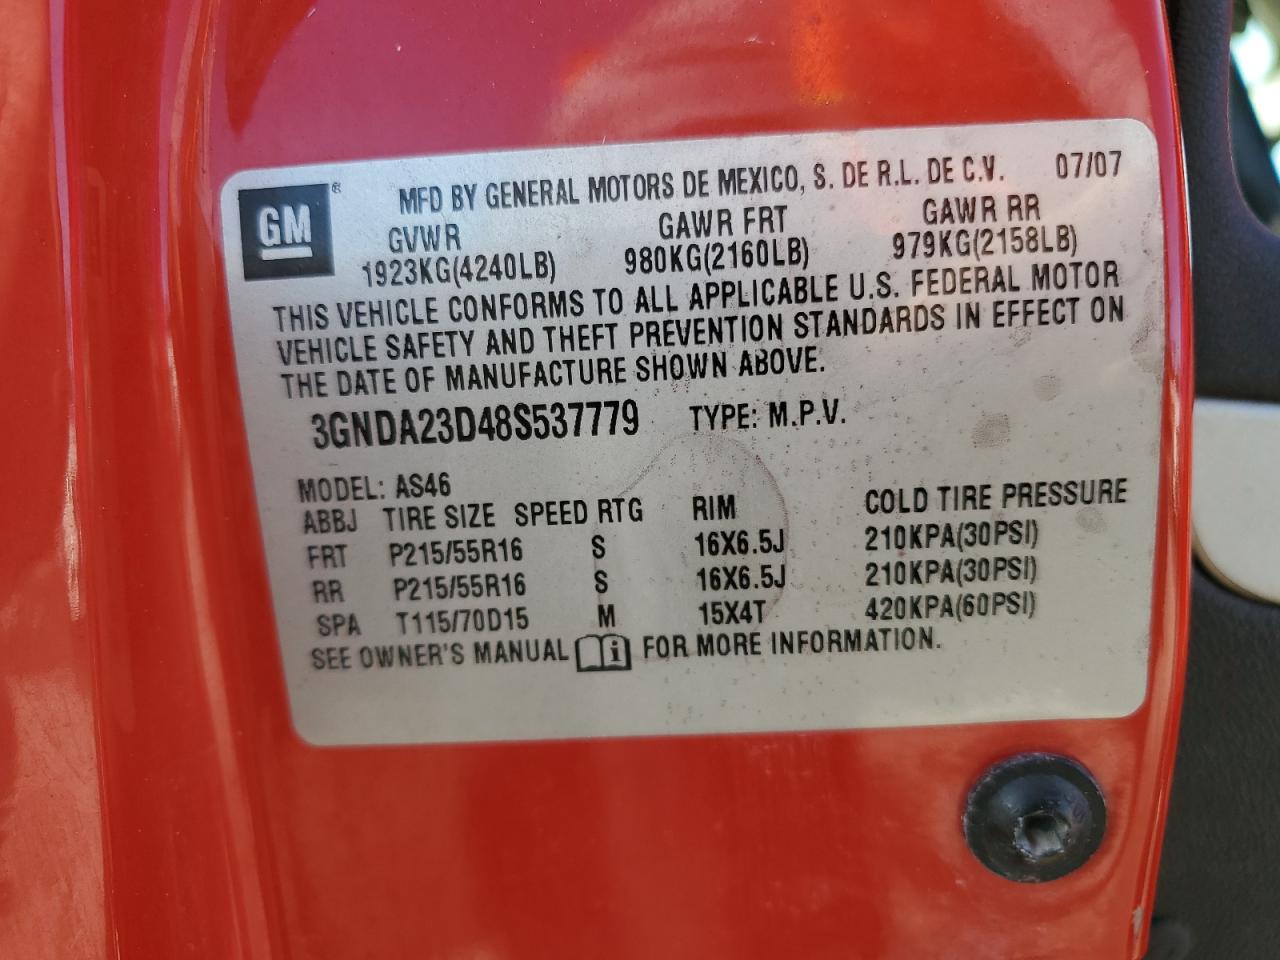 GM ® MFD BY GENERAL MOTORS DE MEXICO, S. DE R.L. DE C.V. 07/07
GVWR GAWR FRT GAWR RR
1923KG(4240LB) 980KG(2160LB) 979KG(2158LB)
THIS VEHICLE CONFORMS TO ALL APPLICABLE U.S. FEDERAL MOTOR
VEHICLE SAFETY AND THEFT PREVENTION STANDARDS IN EFFECT ON
THE DATE OF MANUFACTURE SHOWN ABOVE.
3GNDA23D48S537779 TYPE: M.P.V.
MODEL: AS46
ABBJ TIRE SIZE SPEED RTG RIM COLD TIRE PRESSURE
FRT P215/55R16 S 16X6.5J 210KPA(30PSI)
RR P215/55R16 S 16X6.5J 210KPA(30PSI)
SPA T115/70D15 M 15X4T 420KPA(60PSI)
SEE OWNER'S MANUAL i FOR MORE INFORMATION.